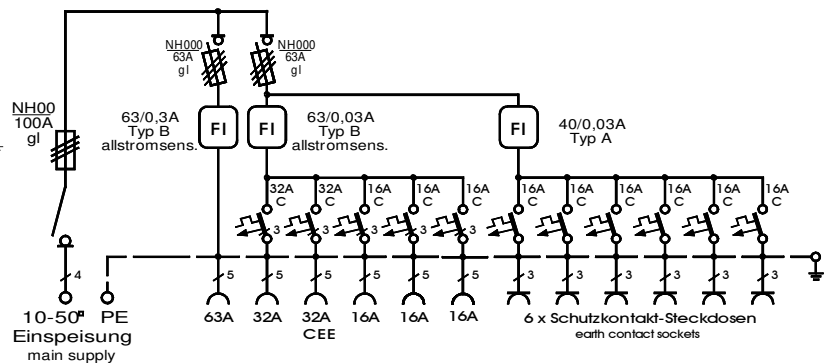 NH00
100A
gl
4
10-50¤ PE
Einspeisung
main supply
NH000
63A
gl
NH000
63A
gl
63/0,3A
Typ B
allstromsens.
FI
FI
63/0,03A
Typ B
allstromsens.
FI
40/0,03A
Typ A
32A C
32A C
16A C
16A C
16A C
16A C
16A C
16A C
16A C
16A C
16A C
3 3 3 3 3
5 5 5 5 5 5 3 3 3 3 3 3
63A 32A 32A 16A 16A 16A
CEE
6 x Schutzkontakt-Steckdosen
earth contact sockets